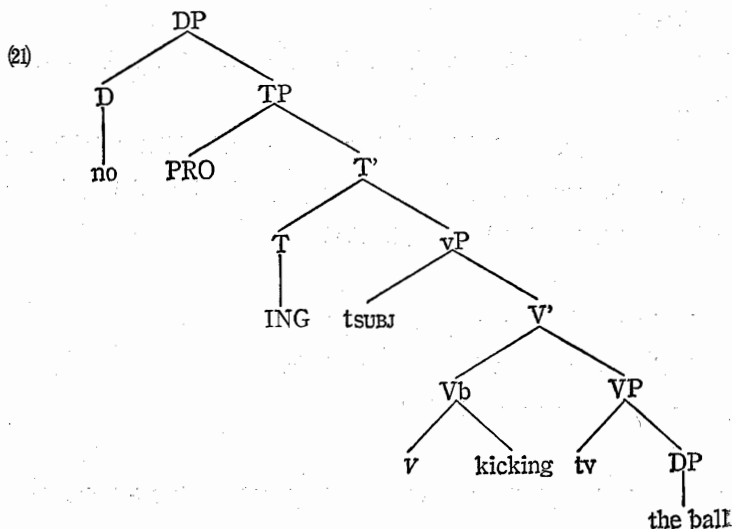 DP
(21)
D TP
no PRO T'
T vP
ING tSUBJ V'
Vb VP
v kicking tv DP
the ball